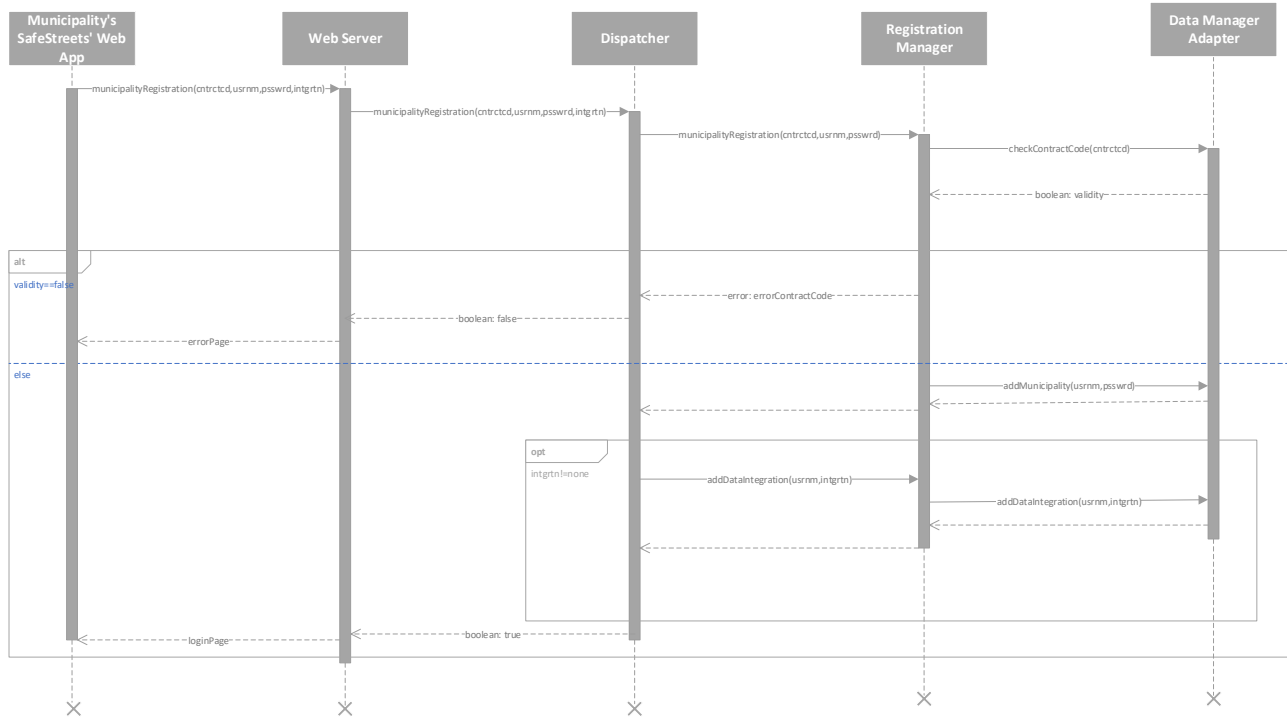 Municipality's
SafeStreets' Web
App
Web Server
Dispatcher
Registration
Manager
Data Manager
Adapter
municipalityRegistration(cntrctcd,usrnm,psswrd,intgrtn)
municipalityRegistration(cntrctcd,usrnm,psswrd,intgrtn)
municipalityRegistration(cntrctcd,usrnm,psswrd)
checkContractCode(cntrctcd)
boolean: validity
alt
validity==false
error: errorContractCode
boolean: false
errorPage
else
addMunicipality(usrnm,psswrd)
opt
intgrtn!=none
addDataIntegration(usrnm,intgrtn)
addDataIntegration(usrnm,intgrtn)
boolean: true
loginPage